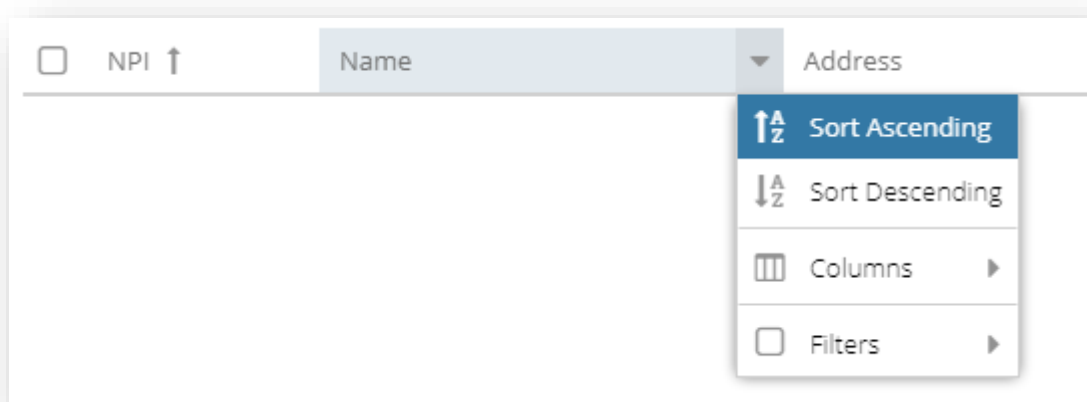 NPI Name Address
Sort Ascending
Sort Descending
Columns
Filters